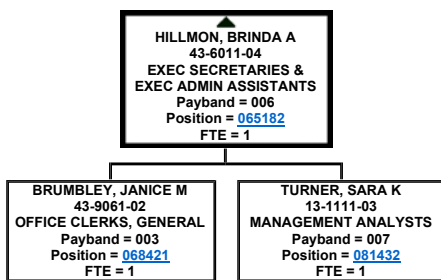 HILLMON, BRINDA A
43-6011-04
EXEC SECRETARIES &
EXEC ADMIN ASSISTANTS
Payband = 006
Position = 065182
FTE = 1
BRUMBLEY, JANICE M
43-9061-02
OFFICE CLERKS, GENERAL
Payband = 003
Position = 068421
FTE = 1
TURNER, SARA K
13-1111-03
MANAGEMENT ANALYSTS
Payband = 007
Position = 081432
FTE = 1